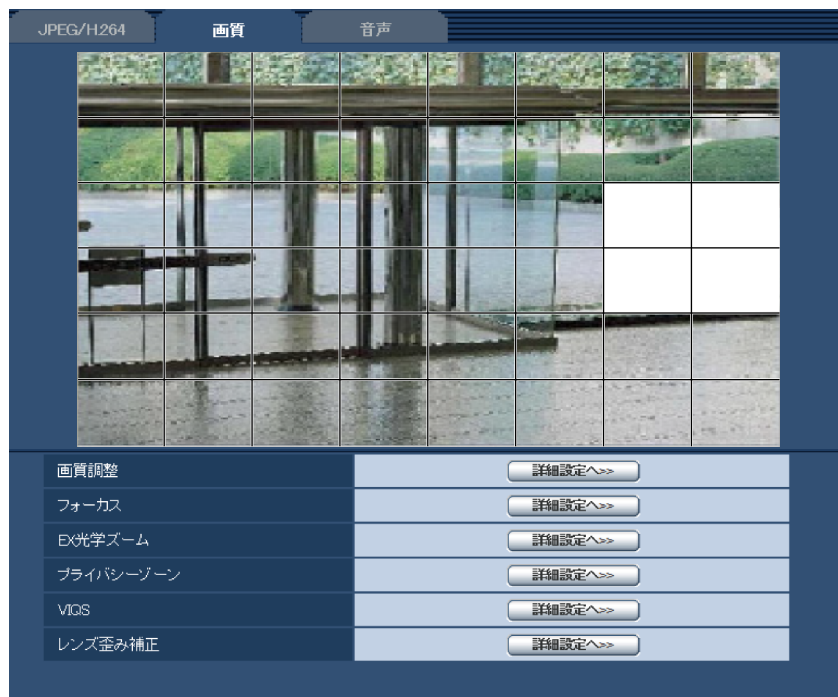 JPEG/H.264
画質
音声
画質調整
詳細設定へ>>
フォーカス
詳細設定へ>>
EX光学ズーム
詳細設定へ>>
プライバシーゾーン
詳細設定へ>>
VIQS
詳細設定へ>>
レンズ歪み補正
詳細設定へ>>